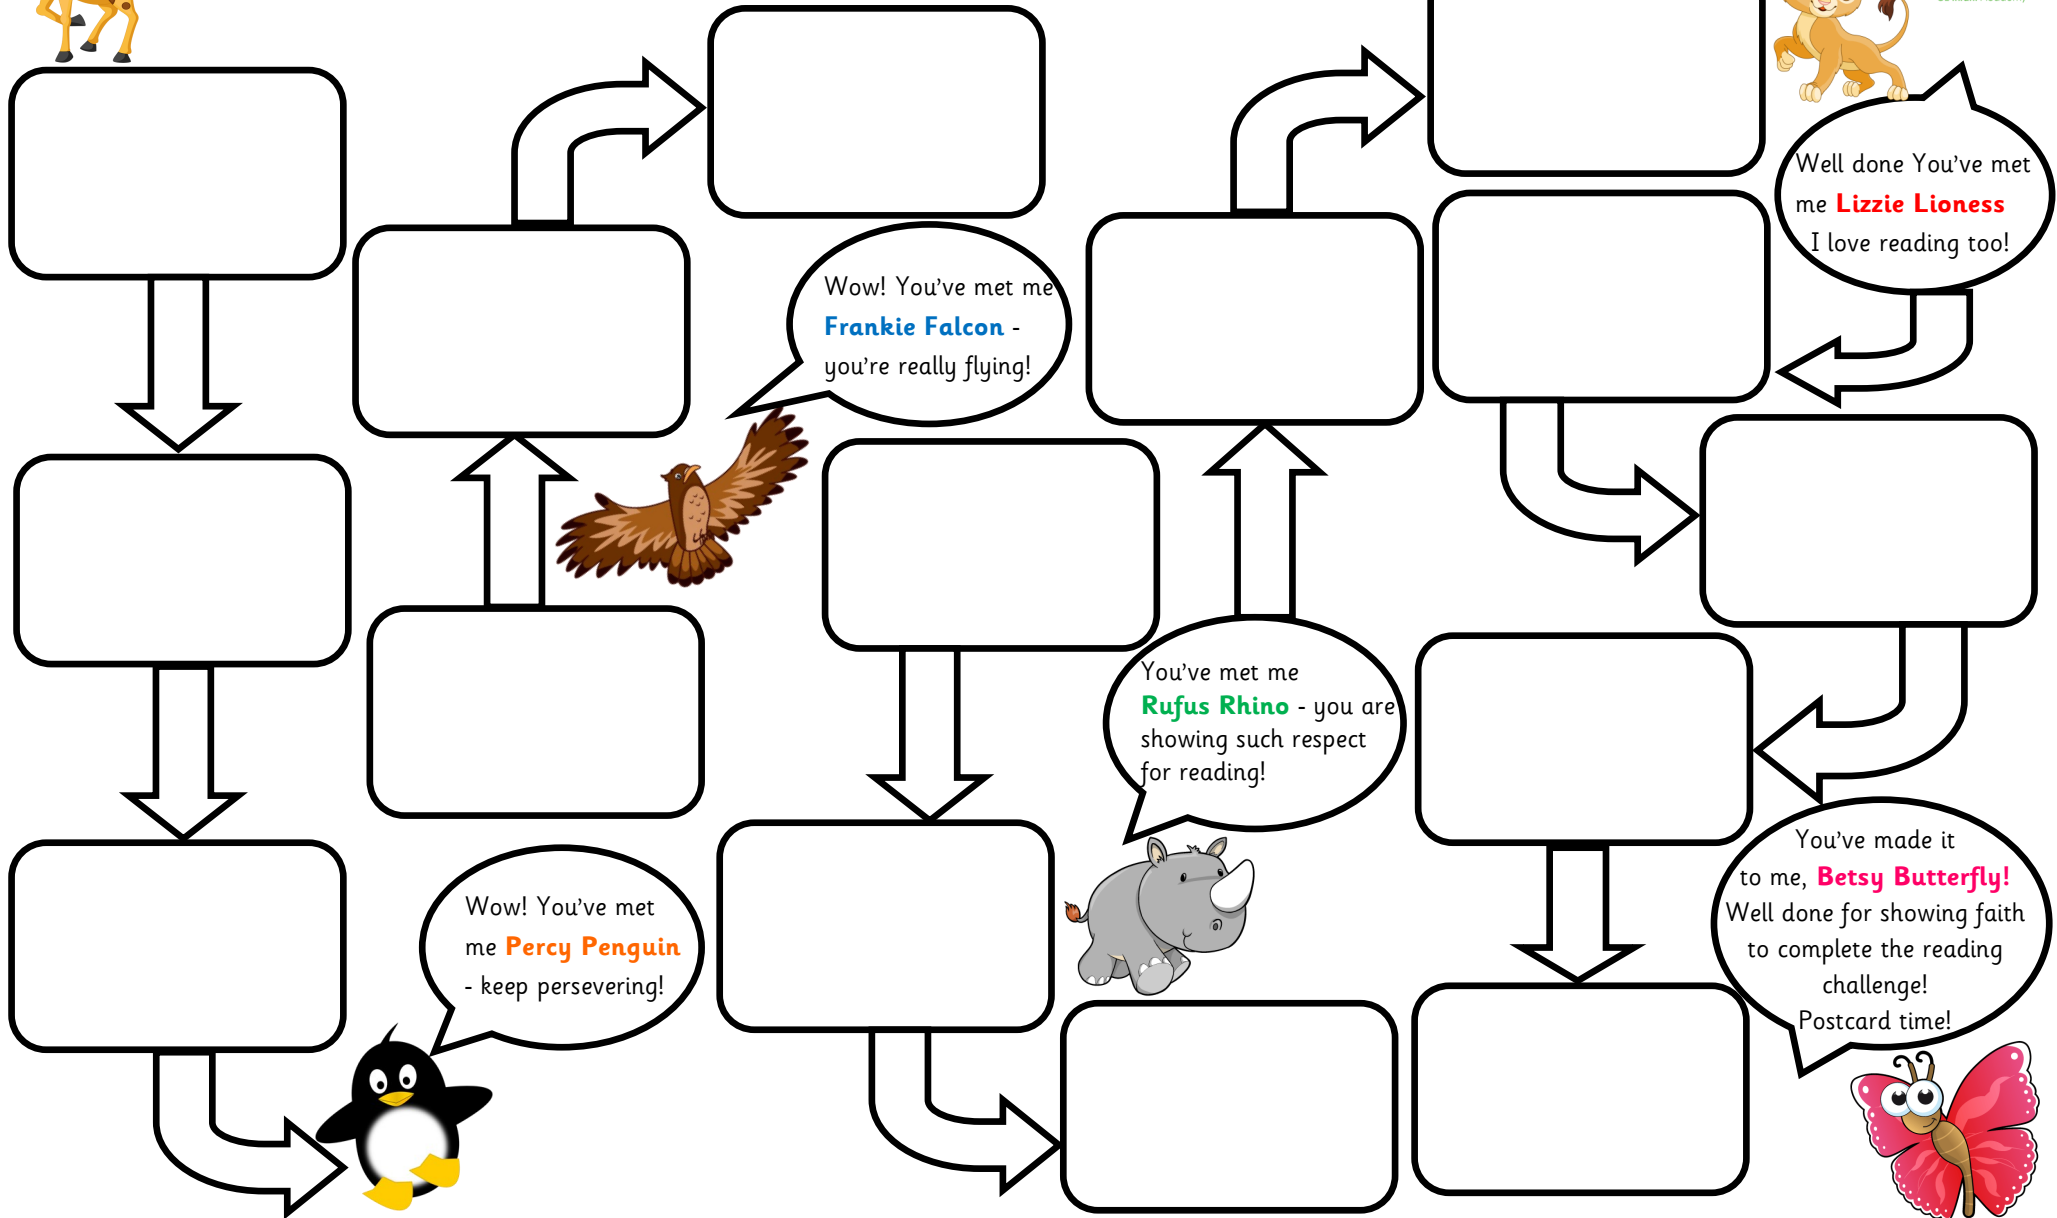 Well done You've met
me Lizzie Lioness
I love reading too!
Wow! You've met me
Frankie Falcon -
you're really flying!
You've met me
Rufus Rhino - you are
showing such respect
for reading!
Wow! You've met
me Percy Penguin
- keep persevering!
You've made it
to me, Betsy Butterfly!
Well done for showing faith
to complete the reading
challenge!
Postcard time!